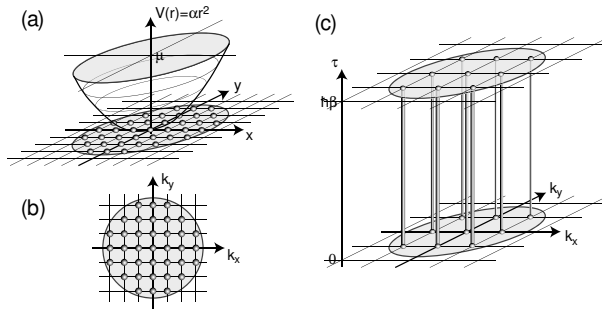 (a)
V(r)=αr²
μ
y
x
(b)
k_y
k_x
(c)
τ
ħβ
0
k_y
k_x